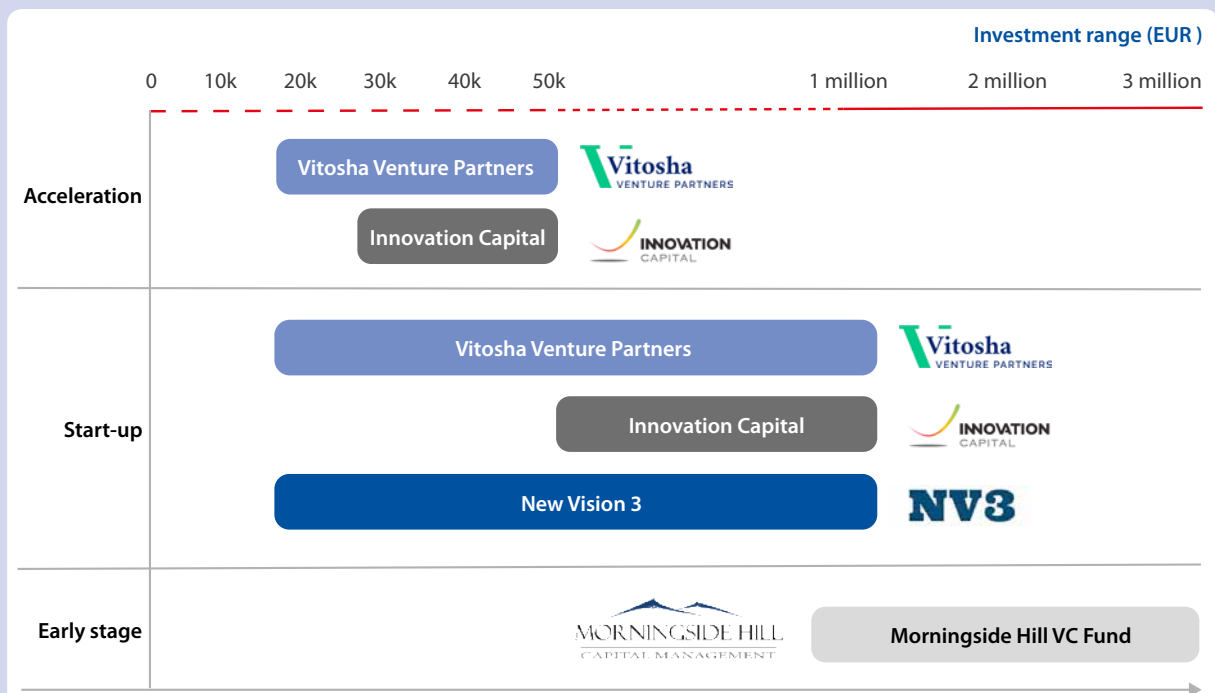 Investment range (EUR )
0 10k 20k 30k 40k 50k 1 million 2 million 3 million
Acceleration
Vitosha Venture Partners
Vitosha
VENTURE PARTNERS
Innovation Capital
INNOVATION
CAPITAL
Start-up
Vitosha Venture Partners
Vitosha
VENTURE PARTNERS
Innovation Capital
INNOVATION
CAPITAL
New Vision 3
NV3
Early stage
MORNINGSIDE HILL
CAPITAL MANAGEMENT
Morningside Hill VC Fund